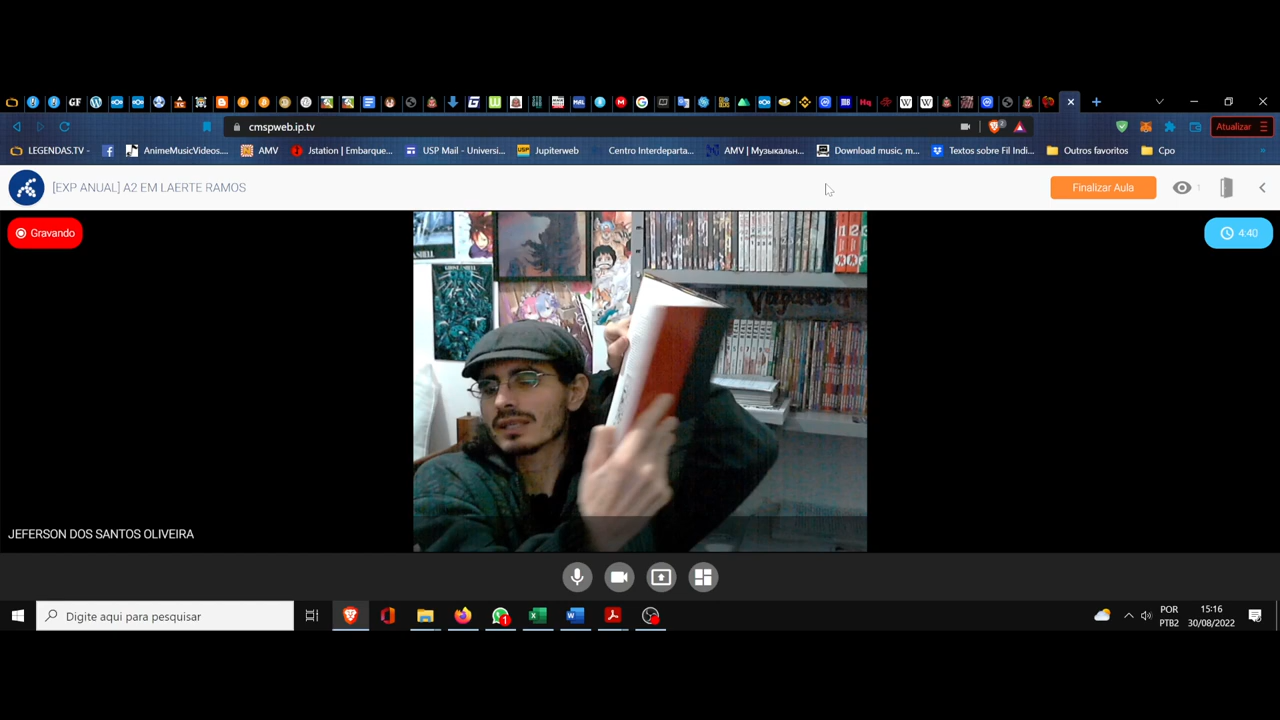 cmspweb.ip.tv
Atualizar
LEGENDAS.TV -
AnimeMusicVideos...
AMV
Jstation | Embarque...
USP Mail - Universi...
Jupiterweb
Centro Interdeparta...
AMV | Музыкальн...
Download music, m...
Textos sobre Fil Indi...
Outros favoritos
Cpo
[EXP ANUAL] A2 EM LAERTE RAMOS
Finalizar Aula
1
Gravando
4:40
JEFERSON DOS SANTOS OLIVEIRA
Digite aqui para pesquisar
1
POR
PTB2
15:16
30/08/2022